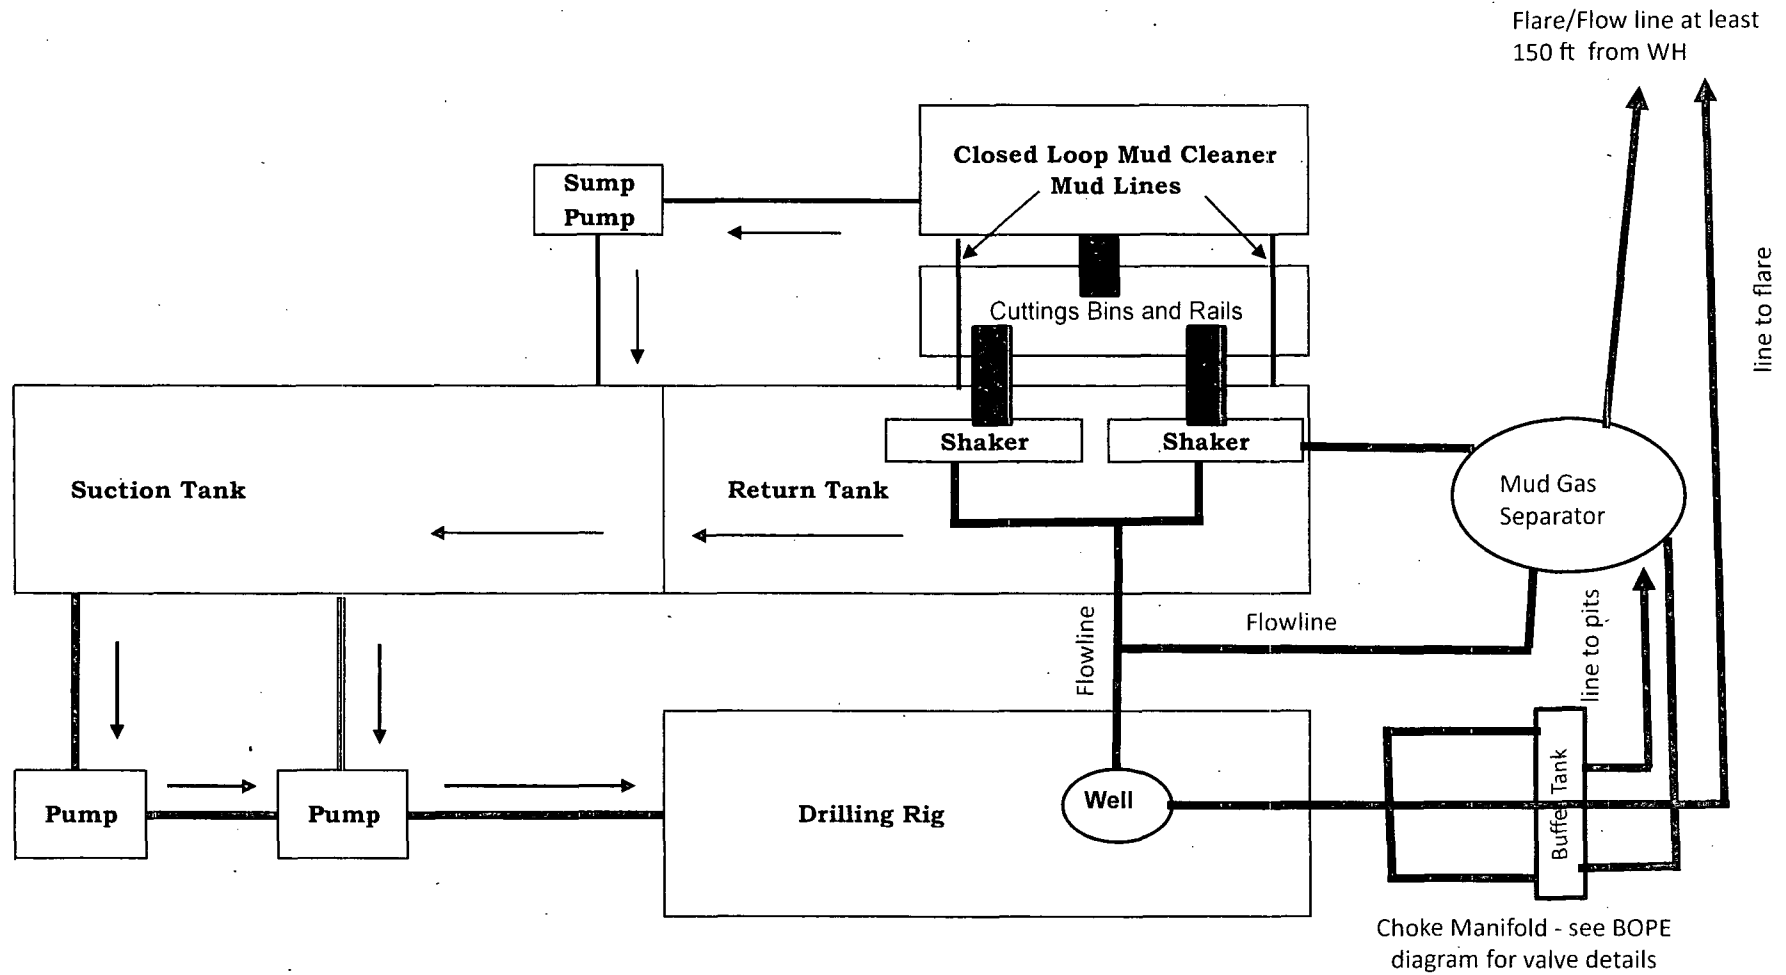 Flare/Flow line at least
150 ft from WH
Closed Loop Mud Cleaner
Mud Lines
Sump
Pump
line to flare
Cuttings Bins and Rails
Shaker
Shaker
Suction Tank
Return Tank
Mud Gas
Separator
Flowline
Flowline
line to pits
Pump
Pump
Drilling Rig
Well
Buffer Tank
Choke Manifold - see BOPE
diagram for valve details